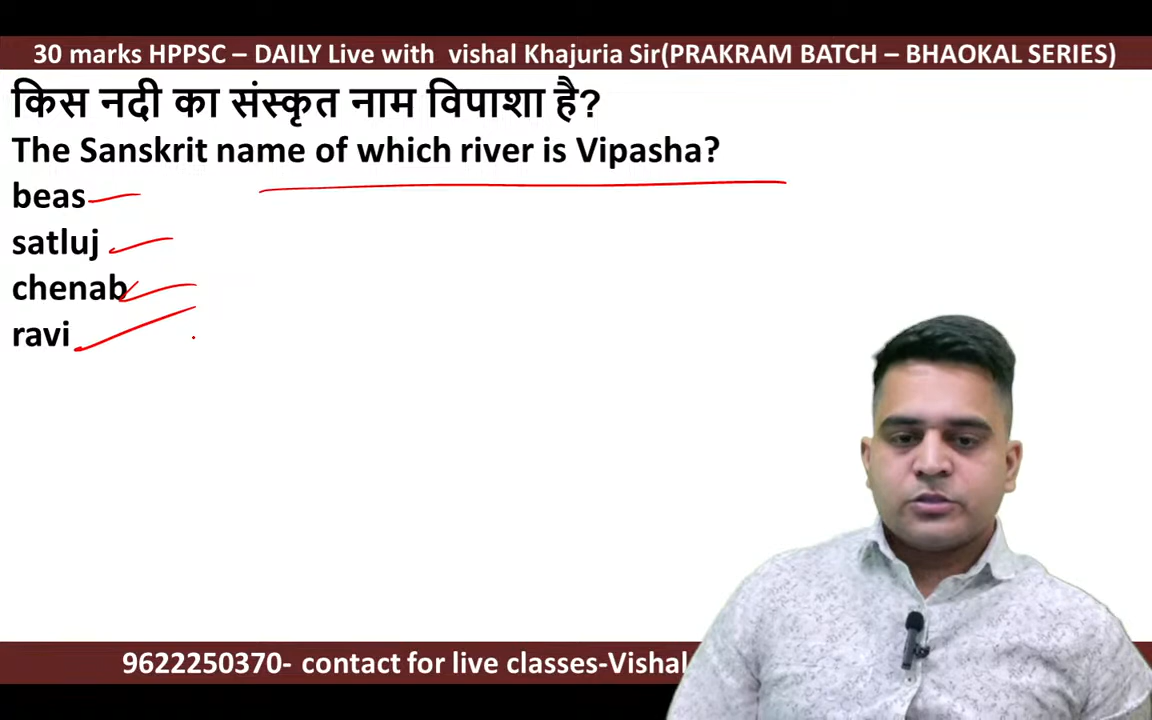 30 marks HPPSC – DAILY Live with vishal Khajuria Sir(PRAKRAM BATCH – BHAOKAL SERIES)
किस नदी का संस्कृत नाम विपाशा है?
The Sanskrit name of which river is Vipasha?
beas
satluj
chenab
ravi
9622250370- contact for live classes-Vishal